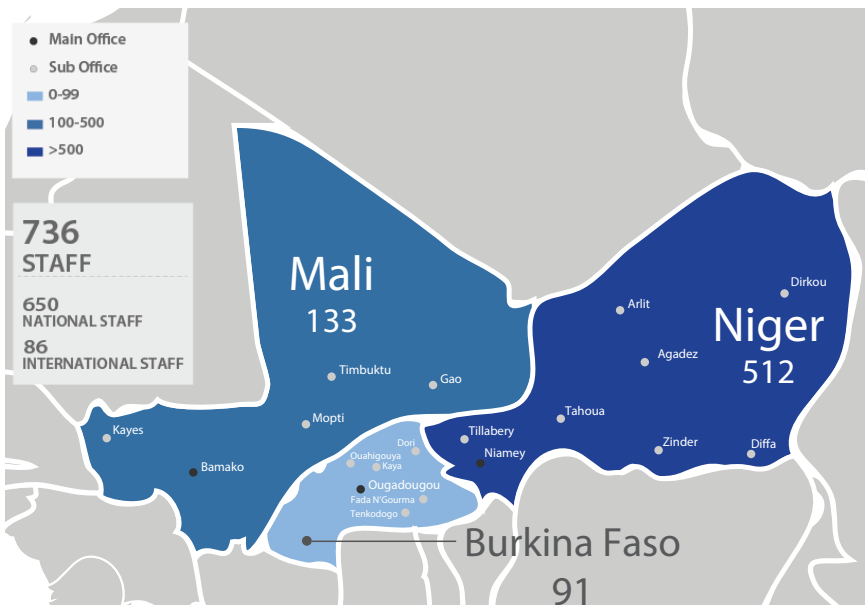 Main Office
Sub Office
0-99
100-500
>500
736
STAFF
650
NATIONAL STAFF
86
INTERNATIONAL STAFF
Mali
133
Timbuktu
Gao
Mopti
Kayes
Bamako
Niger
512
Dirkou
Arlit
Agadez
Tahoua
Tillabery
Niamey
Zinder
Diffa
Dori
Ouahigouya
Kaya
Ougadougou
Fada N'Gourma
Tenkodogo
Burkina Faso
91